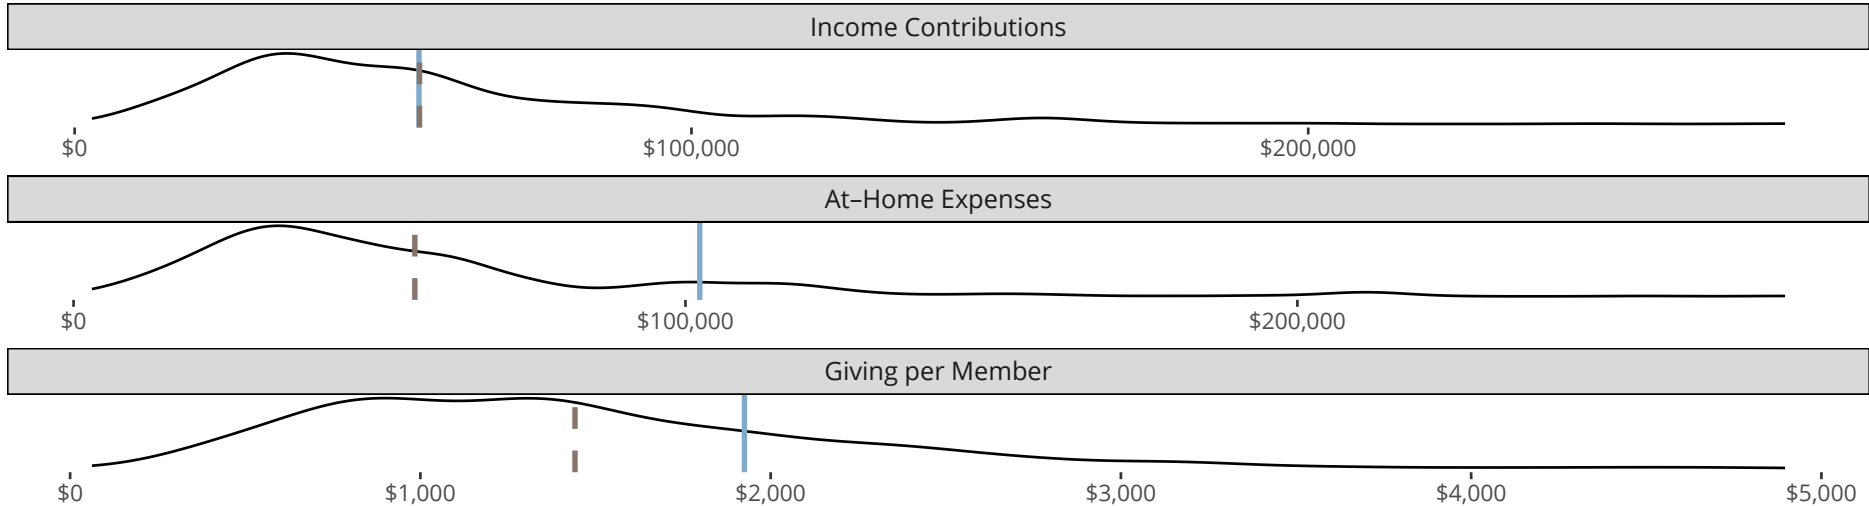 Income Contributions
$0 $100,000 $200,000
At–Home Expenses
$0 $100,000 $200,000
Giving per Member
$0 $1,000 $2,000 $3,000 $4,000 $5,000